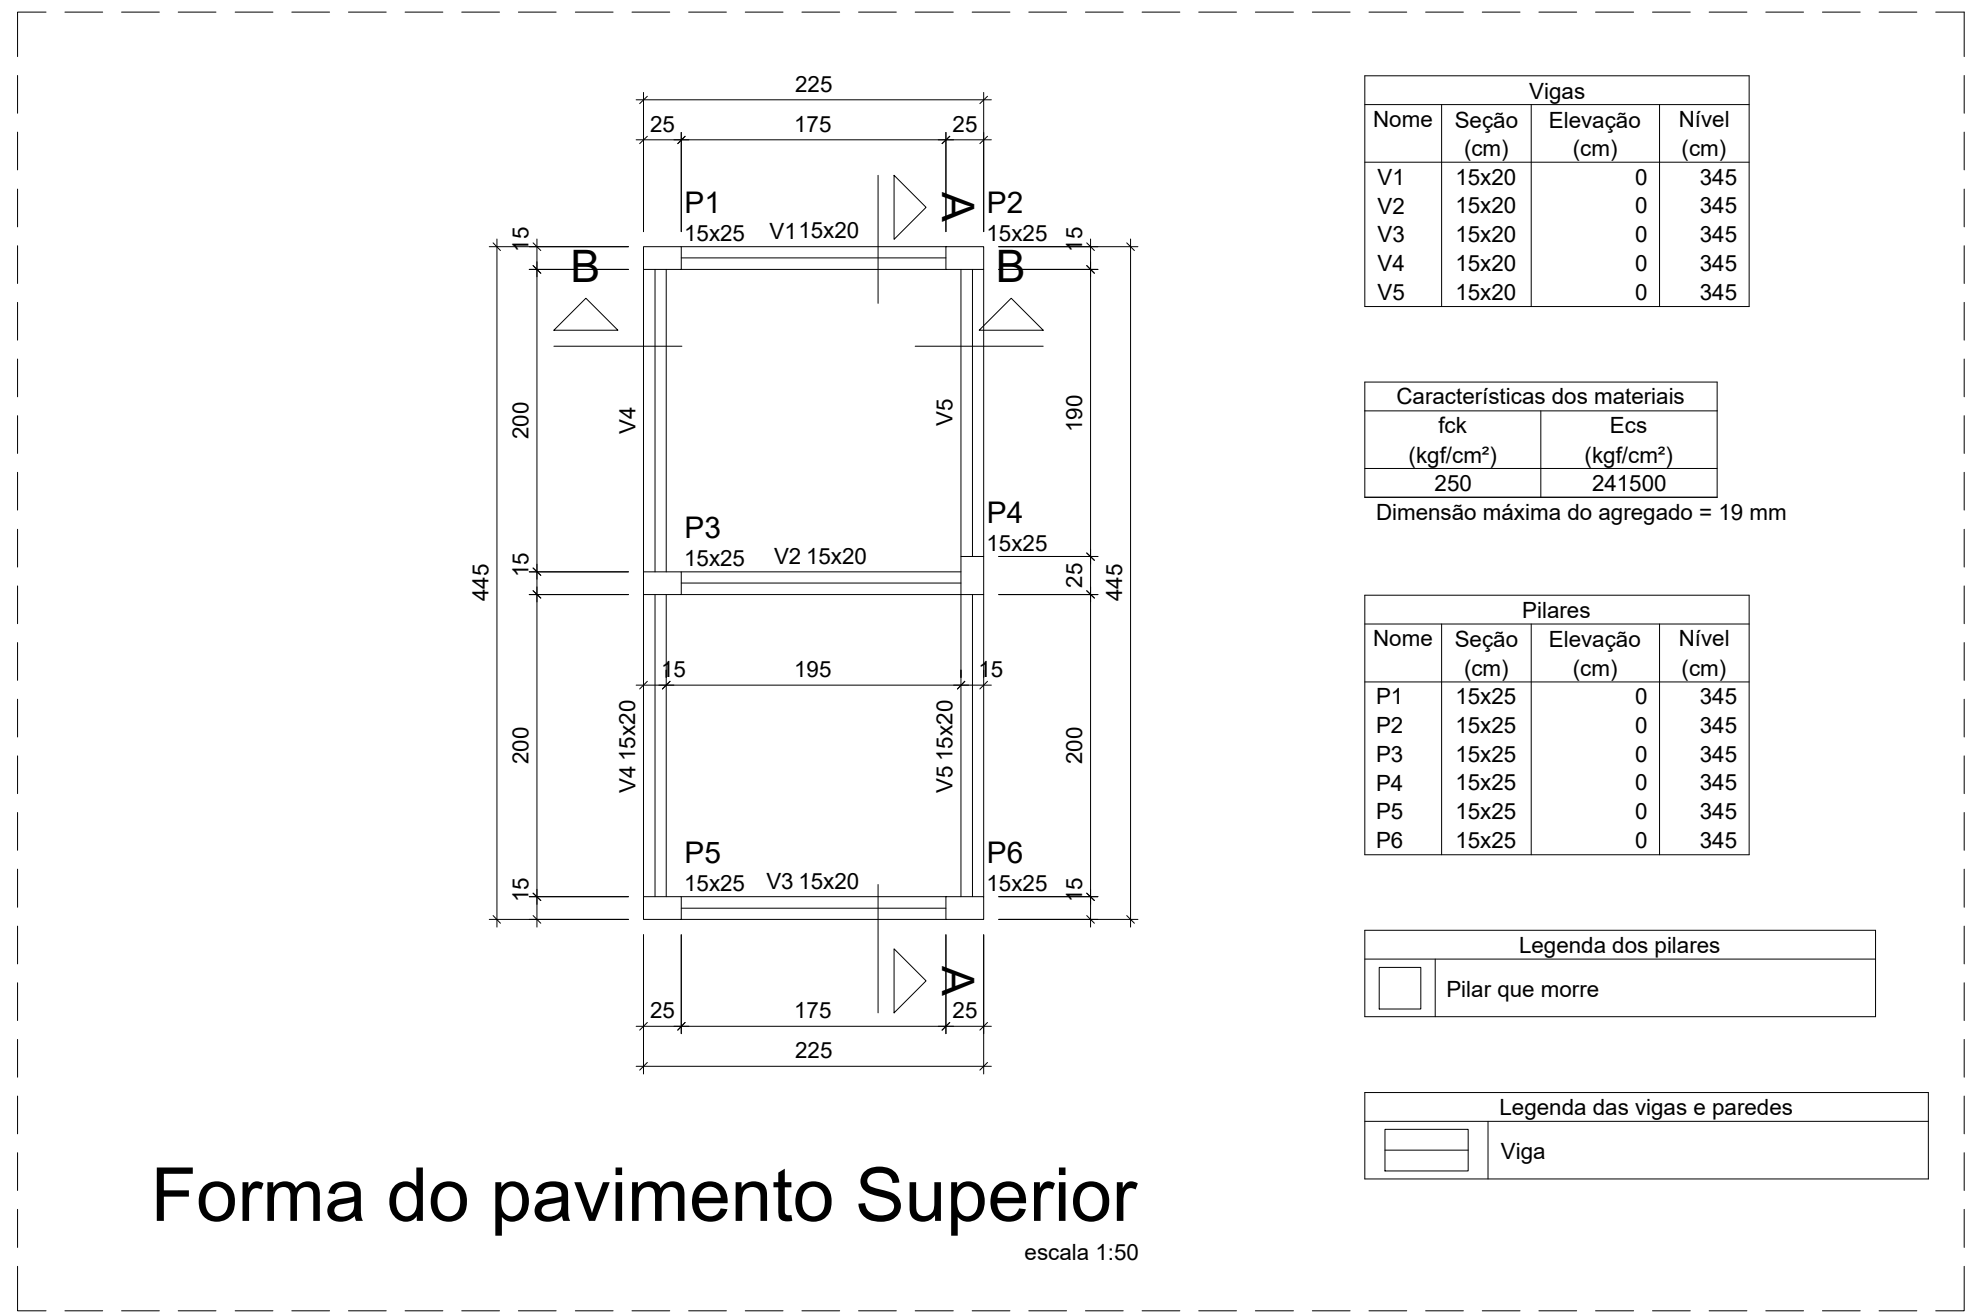 225
25 175 25
P1
15x25
V1 15x20
A
P2
15x25
15
15
B
B
200
V4
V5
190
P3
15x25
V2 15x20
P4
15x25
15
25
445
445
15 195 15
200
V4 15x20
V5 15x20
200
P5
15x25
V3 15x20
P6
15x25
15
15
A
25 175 25
225
Forma do pavimento Superior
escala 1:50
Vigas
Nome Seção Elevação Nível
(cm) (cm) (cm)
V1 15x20 0 345
V2 15x20 0 345
V3 15x20 0 345
V4 15x20 0 345
V5 15x20 0 345
Características dos materiais
fck Ecs
(kgf/cm²) (kgf/cm²)
250 241500
Dimensão máxima do agregado = 19 mm
Pilares
Nome Seção Elevação Nível
(cm) (cm) (cm)
P1 15x25 0 345
P2 15x25 0 345
P3 15x25 0 345
P4 15x25 0 345
P5 15x25 0 345
P6 15x25 0 345
Legenda dos pilares
Pilar que morre
Legenda das vigas e paredes
Viga